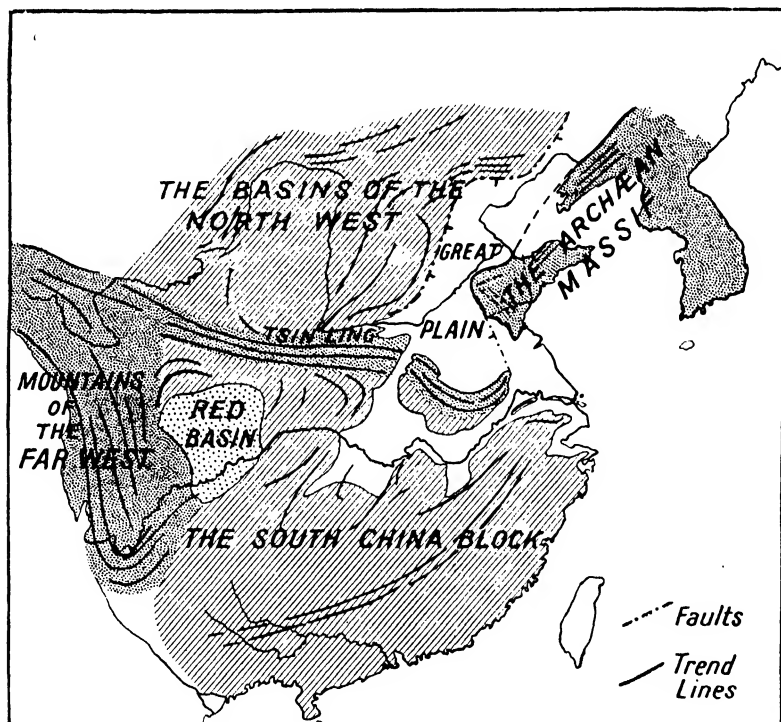 THE BASINS OF THE
NORTH WEST
GREAT
PLAIN
THE ARCHÆAN
MASSIF
TSIN LING
MOUNTAINS
OF
THE
FAR WEST
RED
BASIN
THE SOUTH CHINA BLOCK
Faults
Trend
Lines